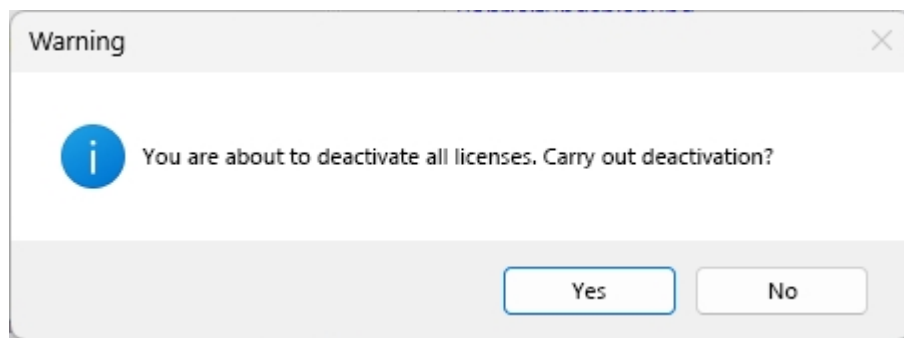 Warning
You are about to deactivate all licenses. Carry out deactivation?
Yes
No